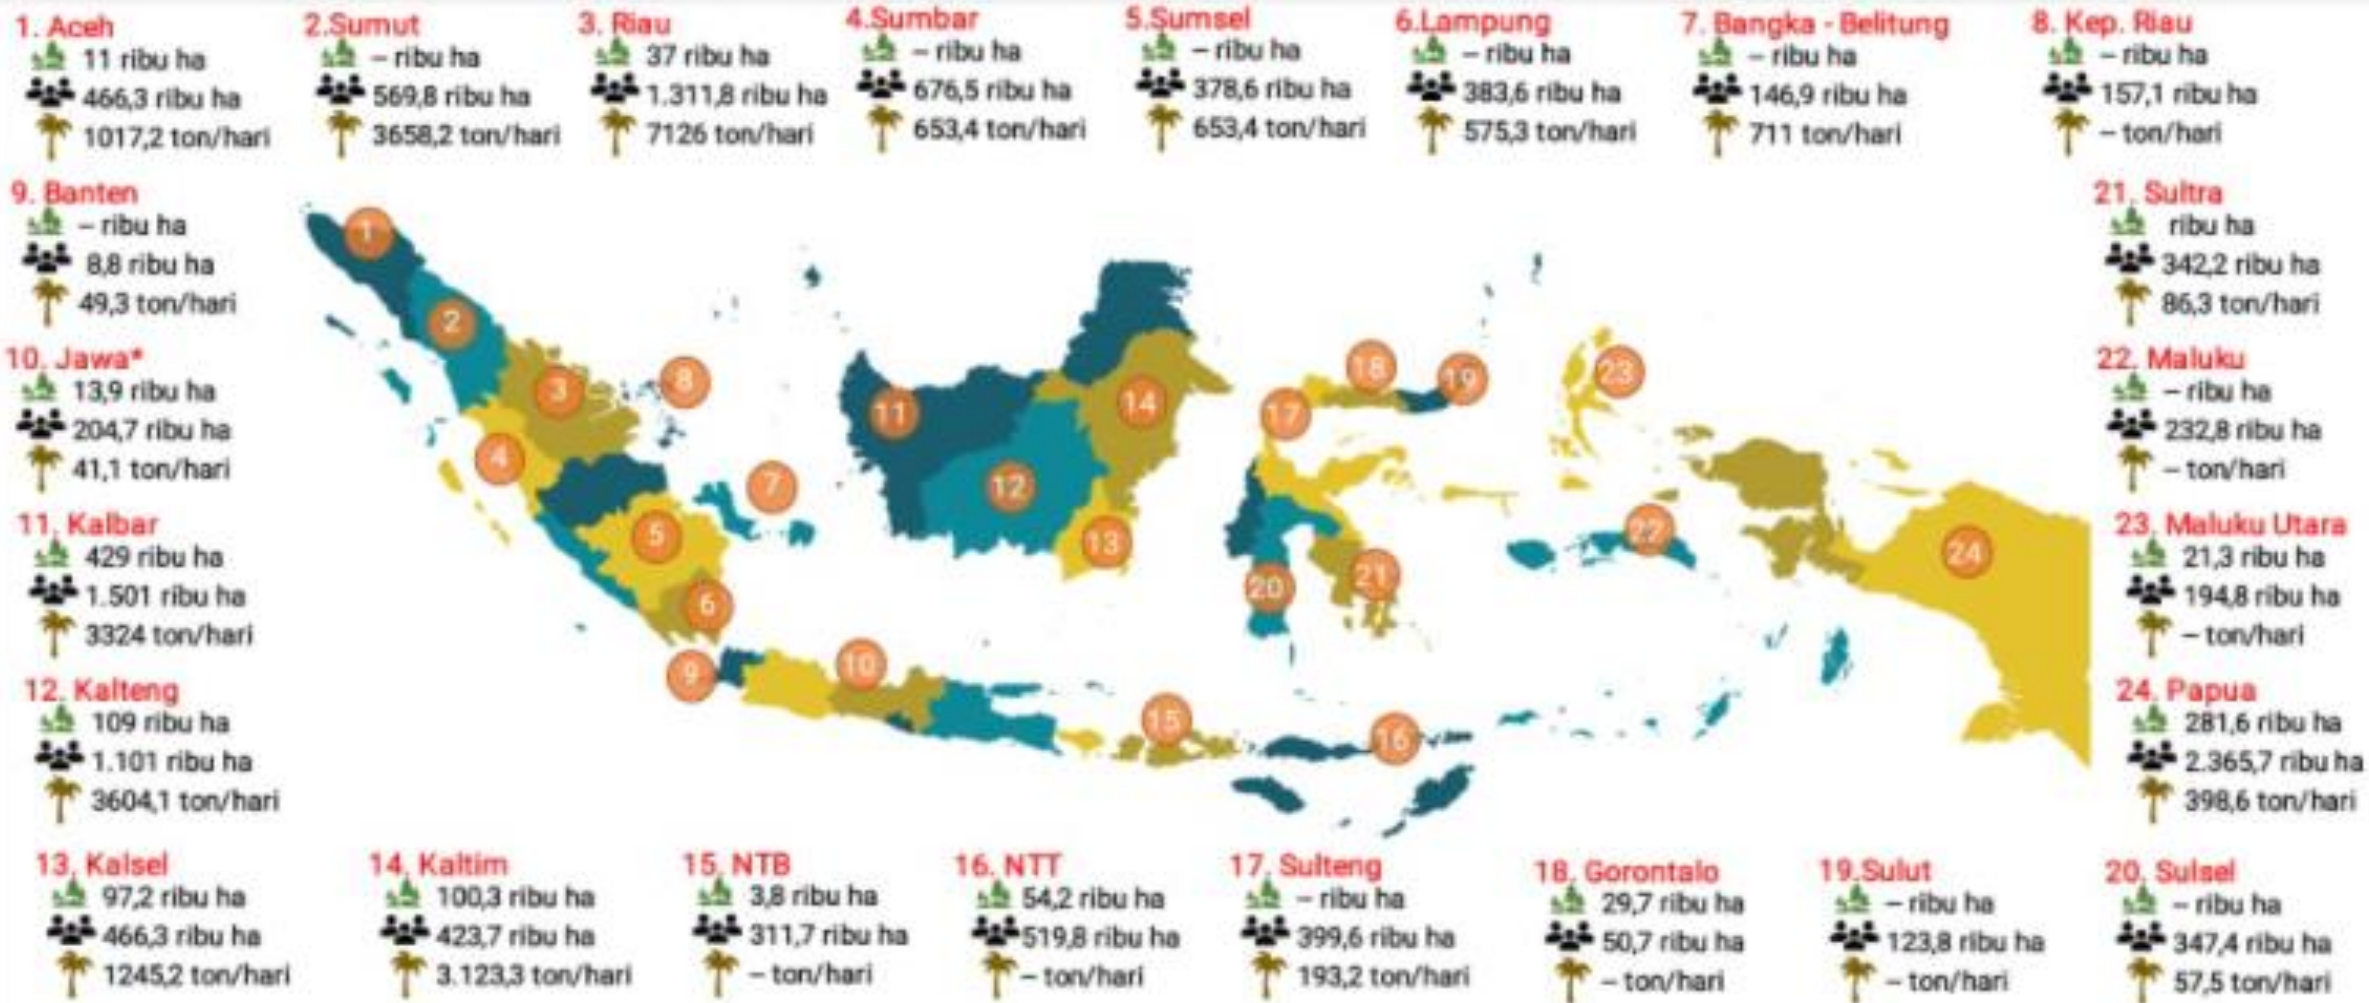 1. Aceh
11 ribu ha
466,3 ribu ha
1017,2 ton/hari
2.Sumut
– ribu ha
569,8 ribu ha
3658,2 ton/hari
3. Riau
37 ribu ha
1.311,8 ribu ha
7126 ton/hari
4.Sumbar
– ribu ha
676,5 ribu ha
653,4 ton/hari
5.Sumsel
– ribu ha
378,6 ribu ha
653,4 ton/hari
6.Lampung
– ribu ha
383,6 ribu ha
575,3 ton/hari
7. Bangka - Belitung
– ribu ha
146,9 ribu ha
711 ton/hari
8. Kep. Riau
– ribu ha
157,1 ribu ha
– ton/hari
9. Banten
– ribu ha
8,8 ribu ha
49,3 ton/hari
10. Jawa*
13,9 ribu ha
204,7 ribu ha
41,1 ton/hari
11. Kalbar
429 ribu ha
1.501 ribu ha
3324 ton/hari
12. Kalteng
109 ribu ha
1.101 ribu ha
3604,1 ton/hari
1
2
3
4
5
6
7
8
9
10
11
12
13
14
15
16
17
18
19
20
21
22
23
24
21. Sultra
ribu ha
342,2 ribu ha
86,3 ton/hari
22. Maluku
– ribu ha
232,8 ribu ha
– ton/hari
23. Maluku Utara
21,3 ribu ha
194,8 ribu ha
– ton/hari
24. Papua
281,6 ribu ha
2.365,7 ribu ha
398,6 ton/hari
13. Kalsel
97,2 ribu ha
466,3 ribu ha
1245,2 ton/hari
14. Kaltim
100,3 ribu ha
423,7 ribu ha
3.123,3 ton/hari
15. NTB
3,8 ribu ha
311,7 ribu ha
– ton/hari
16. NTT
54,2 ribu ha
519,8 ribu ha
– ton/hari
17. Sulteng
– ribu ha
399,6 ribu ha
193,2 ton/hari
18. Gorontalo
29,7 ribu ha
50,7 ribu ha
– ton/hari
19.Sulut
– ribu ha
123,8 ribu ha
– ton/hari
20. Sulsel
– ribu ha
347,4 ribu ha
57,5 ton/hari